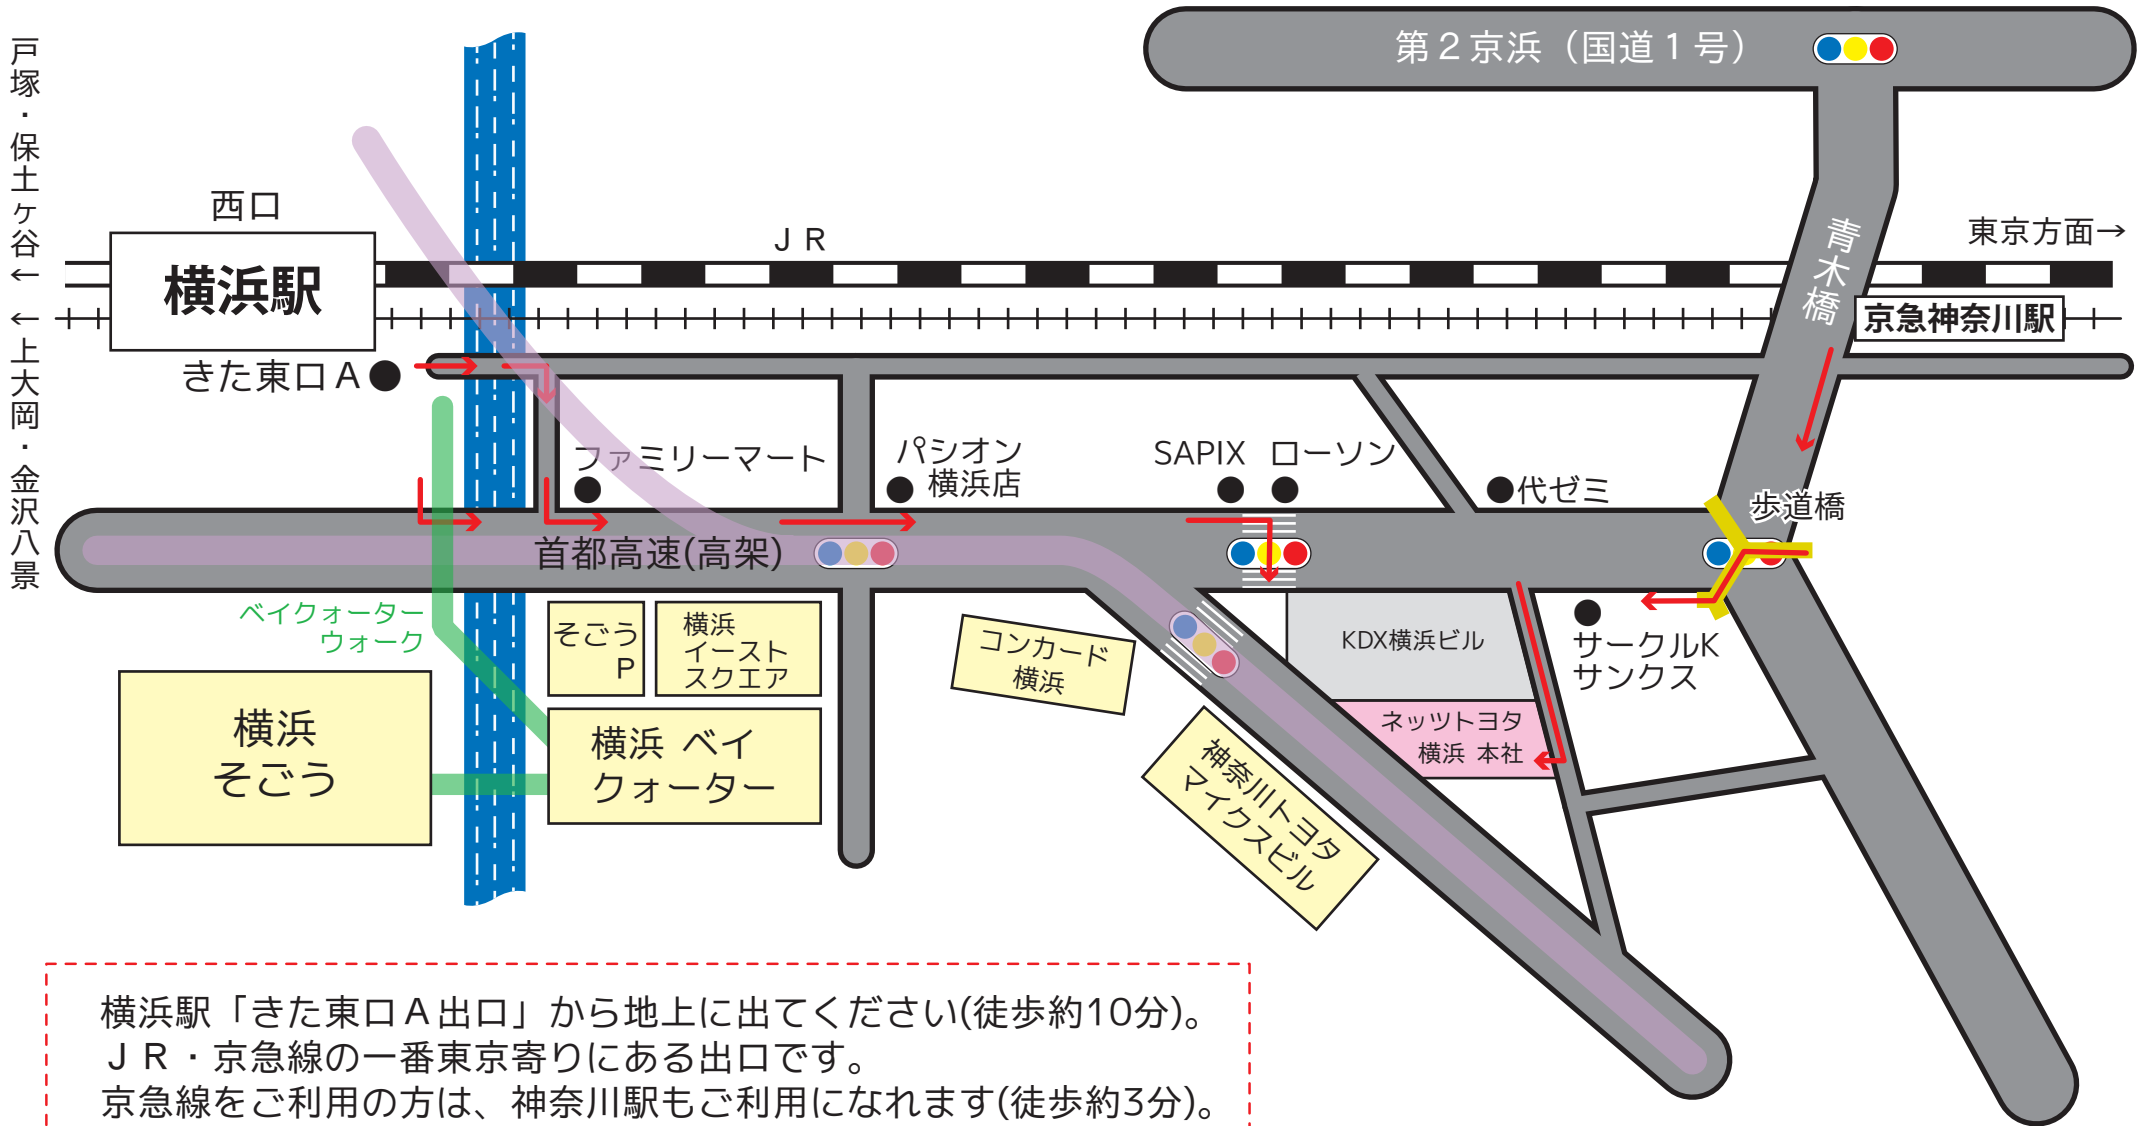 第２京浜（国道１号）
戸塚・保土ケ谷←
←上大岡・金沢八景
西口
横浜駅
ＪＲ
青木橋
東京方面→
京急神奈川駅
きた東口Ａ
ファミリーマート
パシオン
横浜店
SAPIX
ローソン
代ゼミ
歩道橋
首都高速(高架)
ベイクォーター
ウォーク
そごう
P
横浜
イースト
スクエア
コンカード
横浜
KDX横浜ビル
サークルK
サンクス
横浜
そごう
横浜 ベイ
クォーター
ネッツトヨタ
横浜 本社
神奈川トヨタ
マイクスビル
横浜駅「きた東口Ａ出口」から地上に出てください(徒歩約10分)。
ＪＲ・京急線の一番東京寄りにある出口です。
京急線をご利用の方は、神奈川駅もご利用になれます(徒歩約3分)。